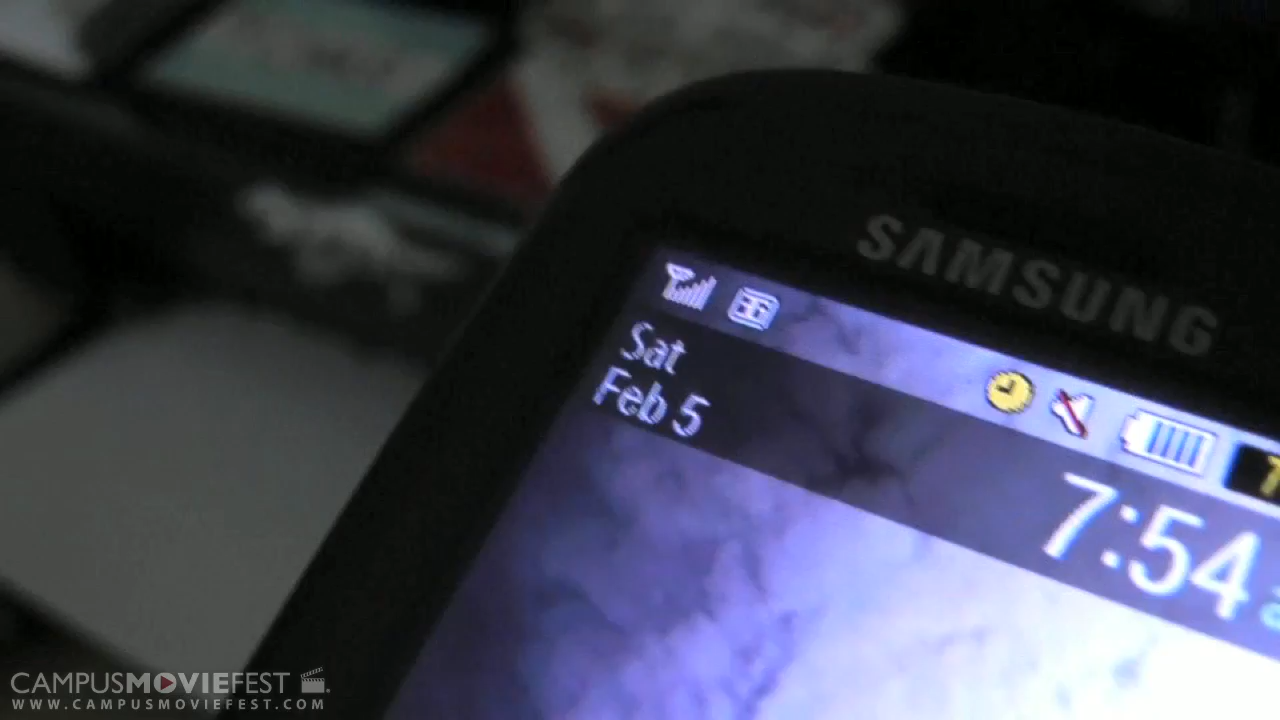 SAMSUNG
Sat
Feb 5
7:54
CAMPUSMOVIEFEST
WWW.CAMPUSMOVIEFEST.COM